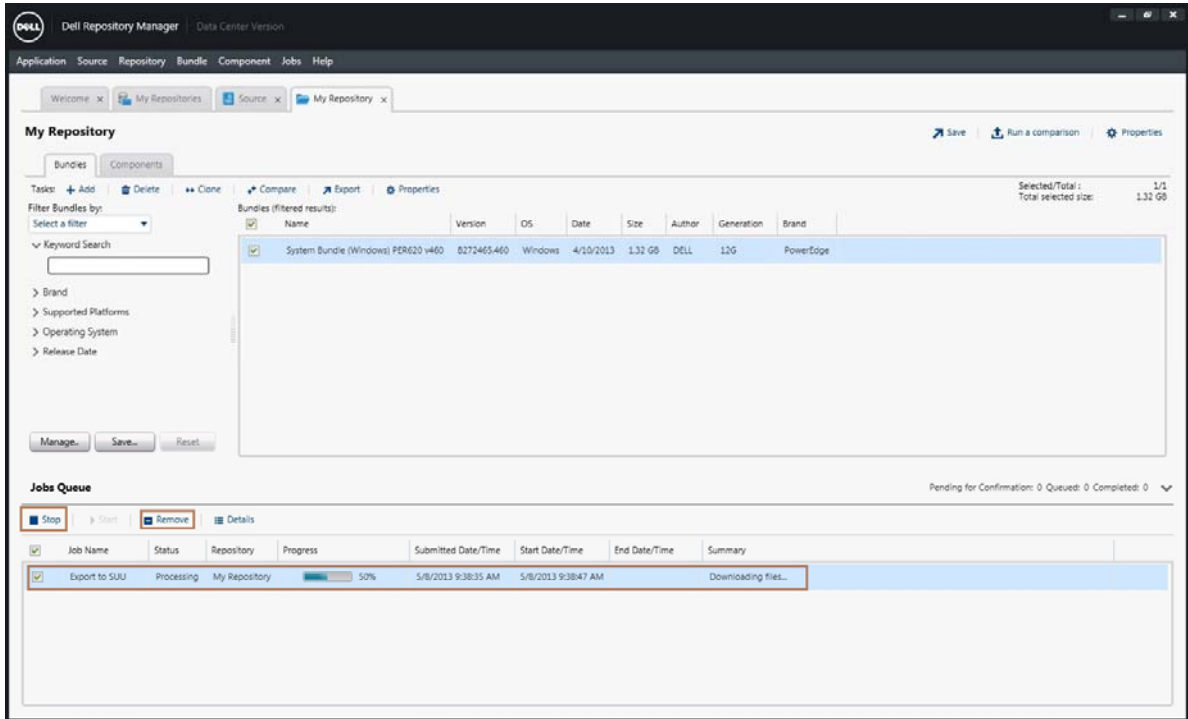 DELL Dell Repository Manager Data Center Version
Application Source Repository Bundle Component Jobs Help
Welcome x My Repositories Source x My Repository x
My Repository
Save Run a comparison Properties
Bundles Components
Tasks: Add Delete Clone Compare Export Properties
Selected/Total : 1/1
Total selected size: 1.32 GB
Filter Bundles by:
Select a filter
Keyword Search
Brand
Supported Platforms
Operating System
Release Date
Manage.. Save... Reset
Bundles (filtered results):
Name Version OS Date Size Author Generation Brand
System Bundle (Windows) PER620 v460 8272465.460 Windows 4/10/2013 1.32 GB DELL 12G PowerEdge
Jobs Queue
Pending for Confirmation: 0 Queued: 0 Completed: 0
Stop Start Remove Details
Job Name Status Repository Progress Submitted Date/Time Start Date/Time End Date/Time Summary
Export to SUU Processing My Repository 50% 5/8/2013 9:38:35 AM 5/8/2013 9:38:47 AM Downloading files...